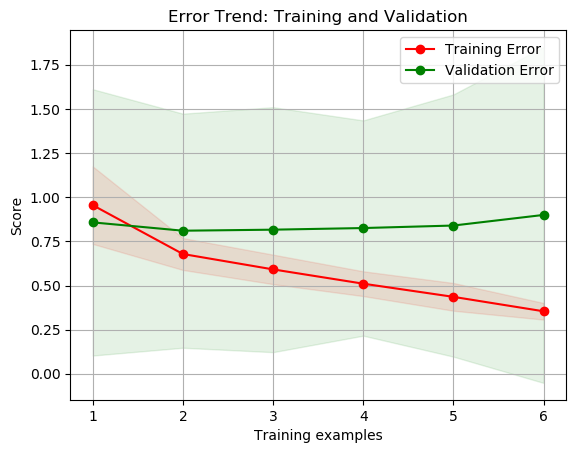 Error Trend: Training and Validation
Training Error
Validation Error
Score
1.75
1.50
1.25
1.00
0.75
0.50
0.25
0.00
1 2 3 4 5 6
Training examples